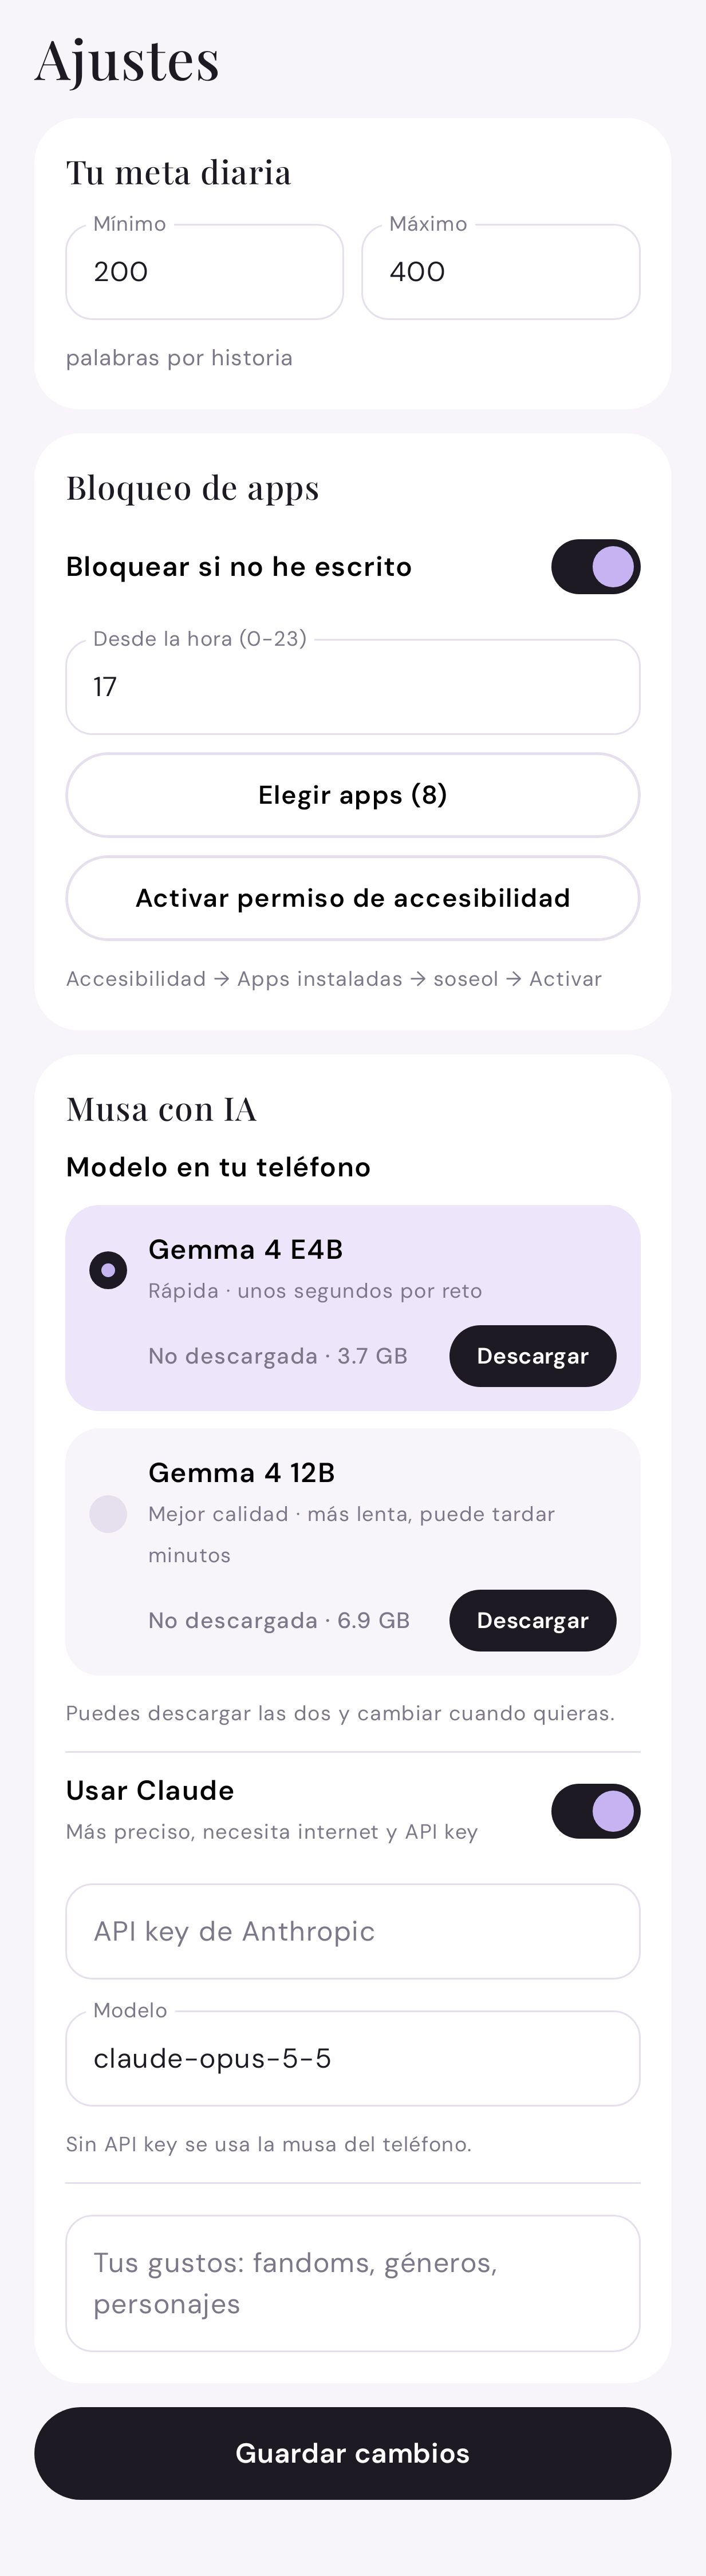 Ajustes
Tu meta diaria
Mínimo
Máximo
200
400
palabras por historia
Bloqueo de apps
Bloquear si no he escrito
Desde la hora (0-23)
17
Elegir apps (8)
Activar permiso de accesibilidad
Accesibilidad → Apps instaladas → soseol → Activar
Musa con IA
Modelo en tu teléfono
Gemma 4 E4B
Rápida · unos segundos por reto
No descargada · 3.7 GB
Descargar
Gemma 4 12B
Mejor calidad · más lenta, puede tardar
minutos
No descargada · 6.9 GB
Descargar
Puedes descargar las dos y cambiar cuando quieras.
Usar Claude
Más preciso, necesita internet y API key
API key de Anthropic
Modelo
claude-opus-5-5
Sin API key se usa la musa del teléfono.
Tus gustos: fandoms, géneros,
personajes
Guardar cambios